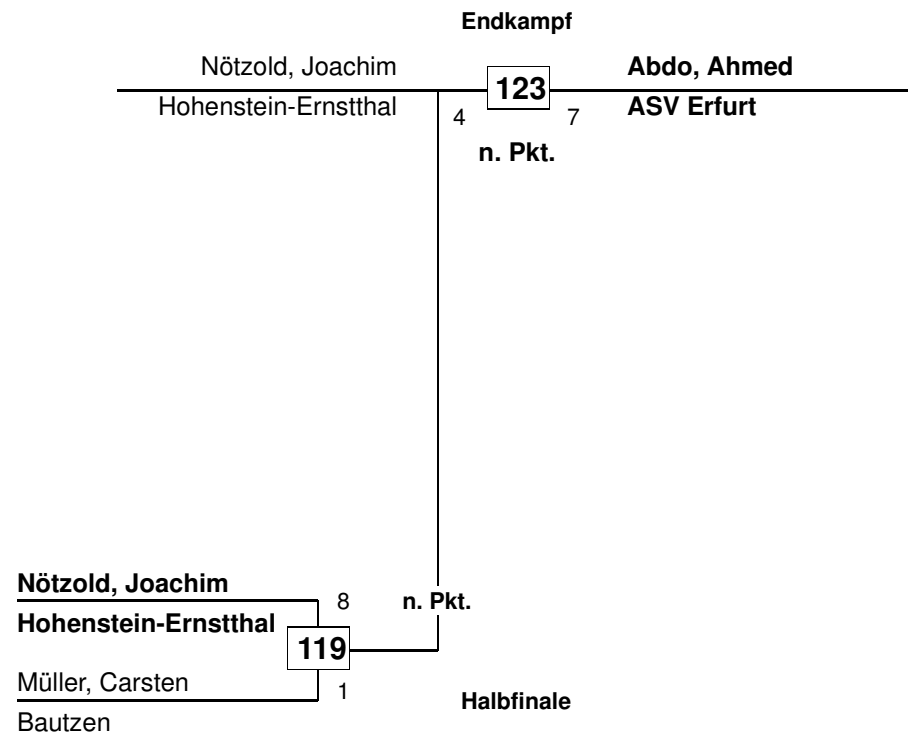 Endkampf
Nötzold, Joachim
Hohenstein-Ernstthal
4
123
7
n. Pkt.
Abdo, Ahmed
ASV Erfurt
Nötzold, Joachim
Hohenstein-Ernstthal
8
n. Pkt.
119
Müller, Carsten
Bautzen
1
Halbfinale